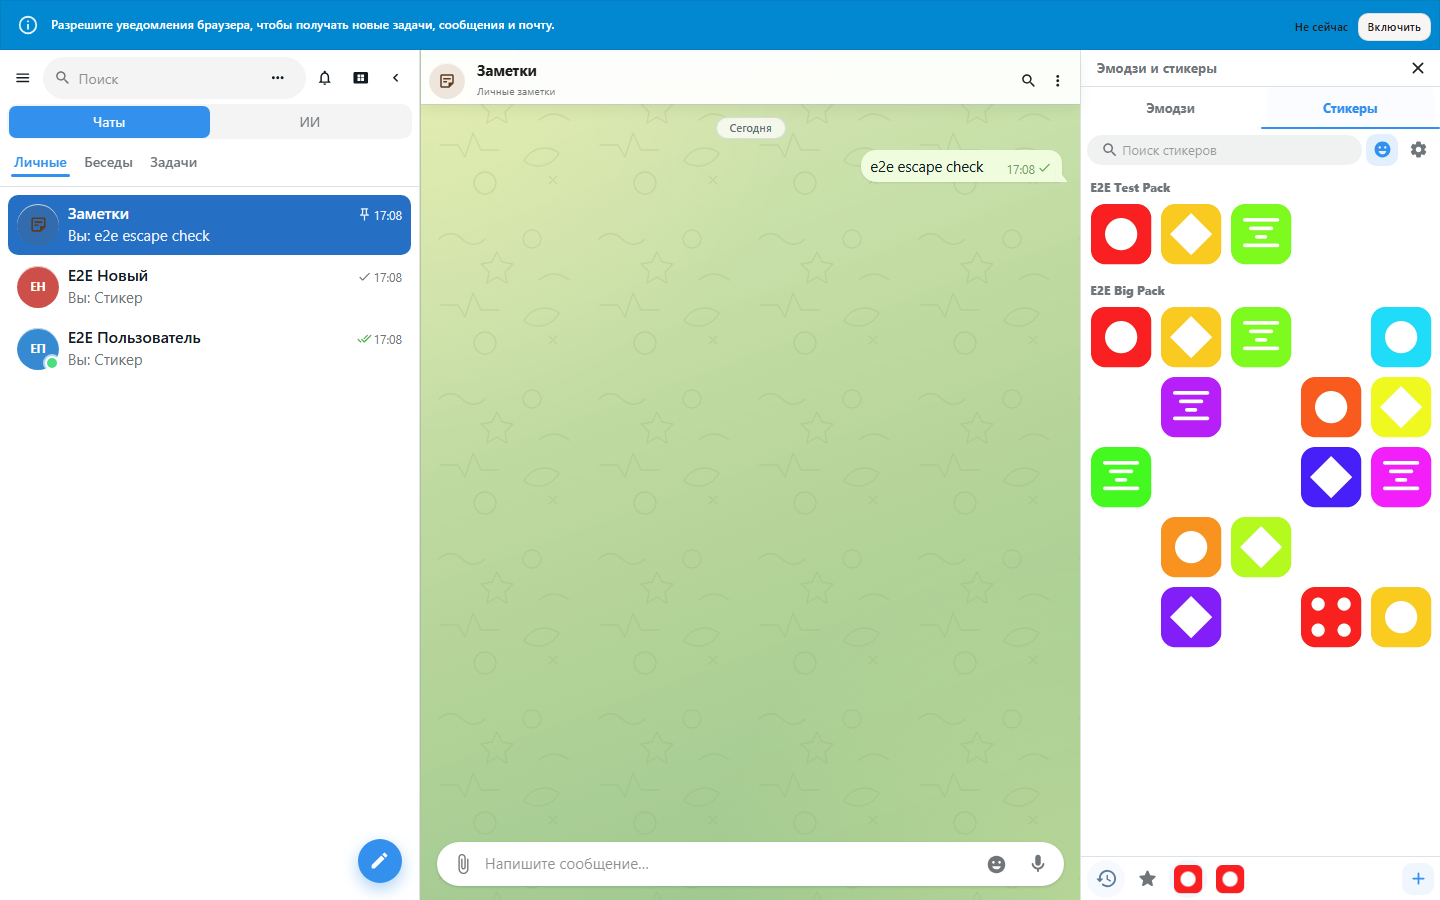 Разрешите уведомления браузера, чтобы получать новые задачи, сообщения и почту.
Не сейчас
Включить
Поиск
Чаты
ИИ
Личные
Беседы
Задачи
Заметки
17:08
Вы: e2e escape check
ЕН
E2E Новый
17:08
Вы: Стикер
ЕП
E2E Пользователь
17:08
Вы: Стикер
Заметки
Личные заметки
Сегодня
e2e escape check
17:08
Напишите сообщение...
Эмодзи и стикеры
Эмодзи
Стикеры
Поиск стикеров
E2E Test Pack
E2E Big Pack